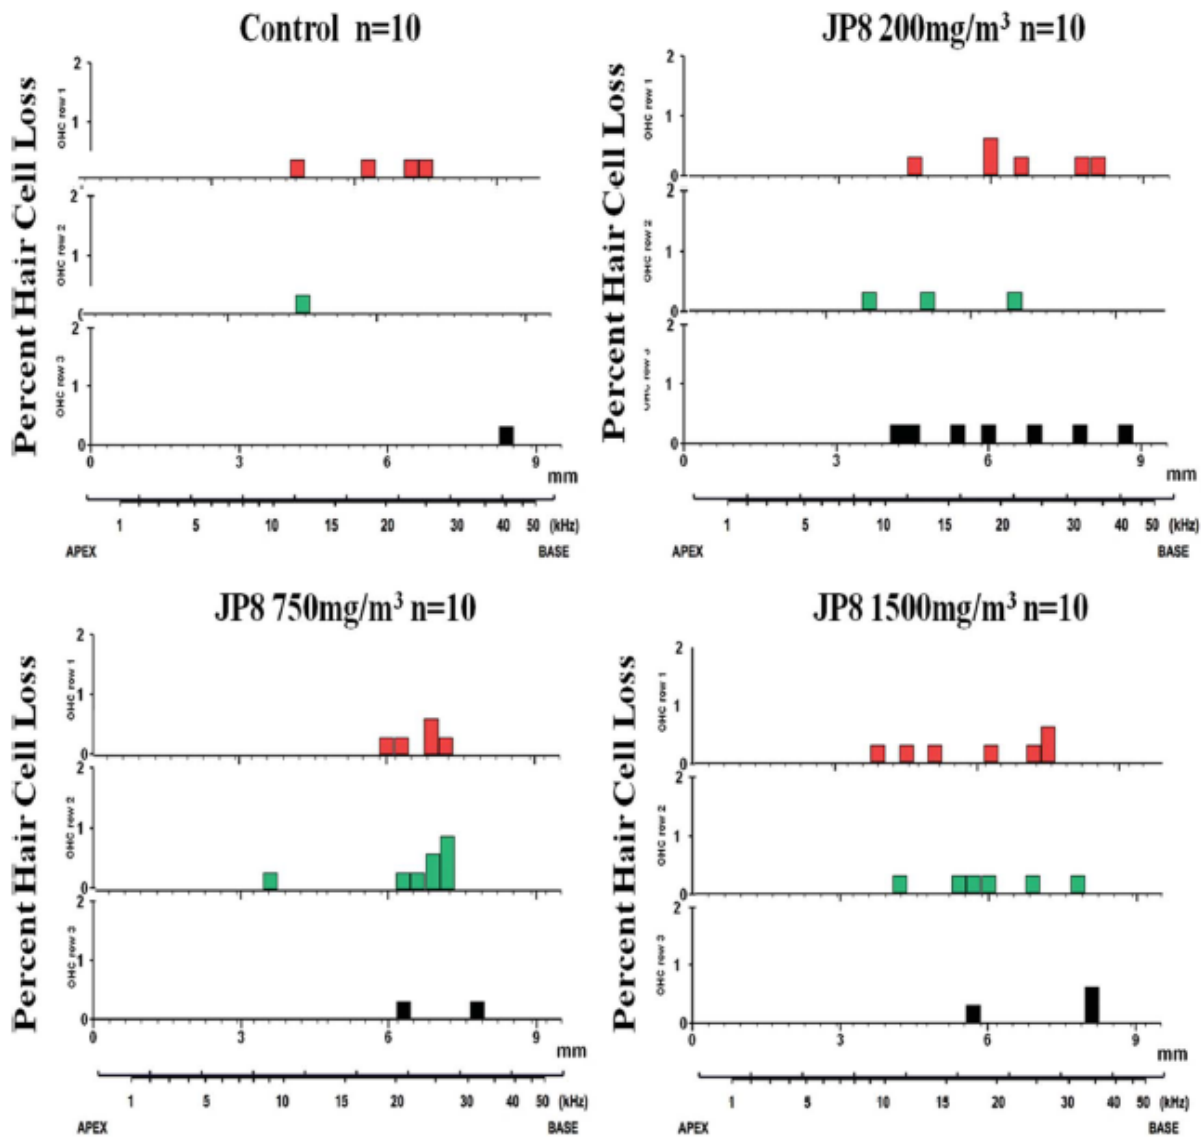 Control n=10
Percent Hair Cell Loss
OHC row 1
2
1
OHC row 2
2
1
OHC row 3
2
1
0
0 3 6 9
mm
1 5 10 15 20 30 40 50 (kHz)
APEX BASE
JP8 200mg/m³ n=10
Percent Hair Cell Loss
OHC row 1
2
1
0
OHC row 2
2
1
0
row
2
1
0
0 3 6 9
mm
1 5 10 15 20 30 40 50 (kHz)
APEX BASE
JP8 750mg/m³ n=10
Percent Hair Cell Loss
OHC row 1
2
1
0
OHC row 2
2
1
0
OHC row 3
2
1
0
0 3 6 9
mm
1 5 10 15 20 30 40 50 (kHz)
APEX BASE
JP8 1500mg/m³ n=10
Percent Hair Cell Loss
OHC row 1
2
1
0
OHC row 2
2
1
0
OHC row 3
2
1
0
0 3 6 9
mm
1 5 10 15 20 30 40 50 (kHz)
APEX BASE